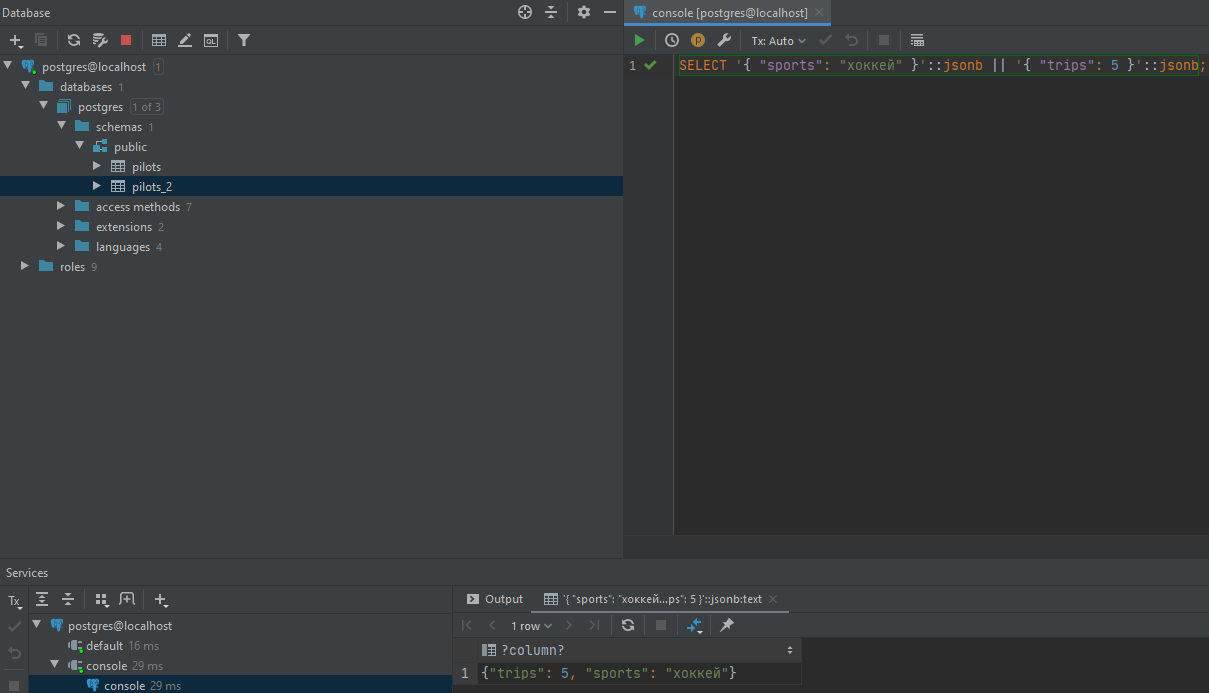 Database
postgres@localhost 1
databases 1
postgres 1 of 3
schemas 1
public
pilots
pilots_2
access methods 7
extensions 2
languages 4
roles 9
console [postgres@localhost]
Tx: Auto
1 SELECT '{ "sports": "хоккей" }'::jsonb || '{ "trips": 5 }'::jsonb;
Services
Tx
postgres@localhost
default 16 ms
console 29 ms
console 29 ms
Output '{ "sports": "хоккей...ps": 5 }'::jsonb:text
1 row
?column?
1 {"trips": 5, "sports": "хоккей"}